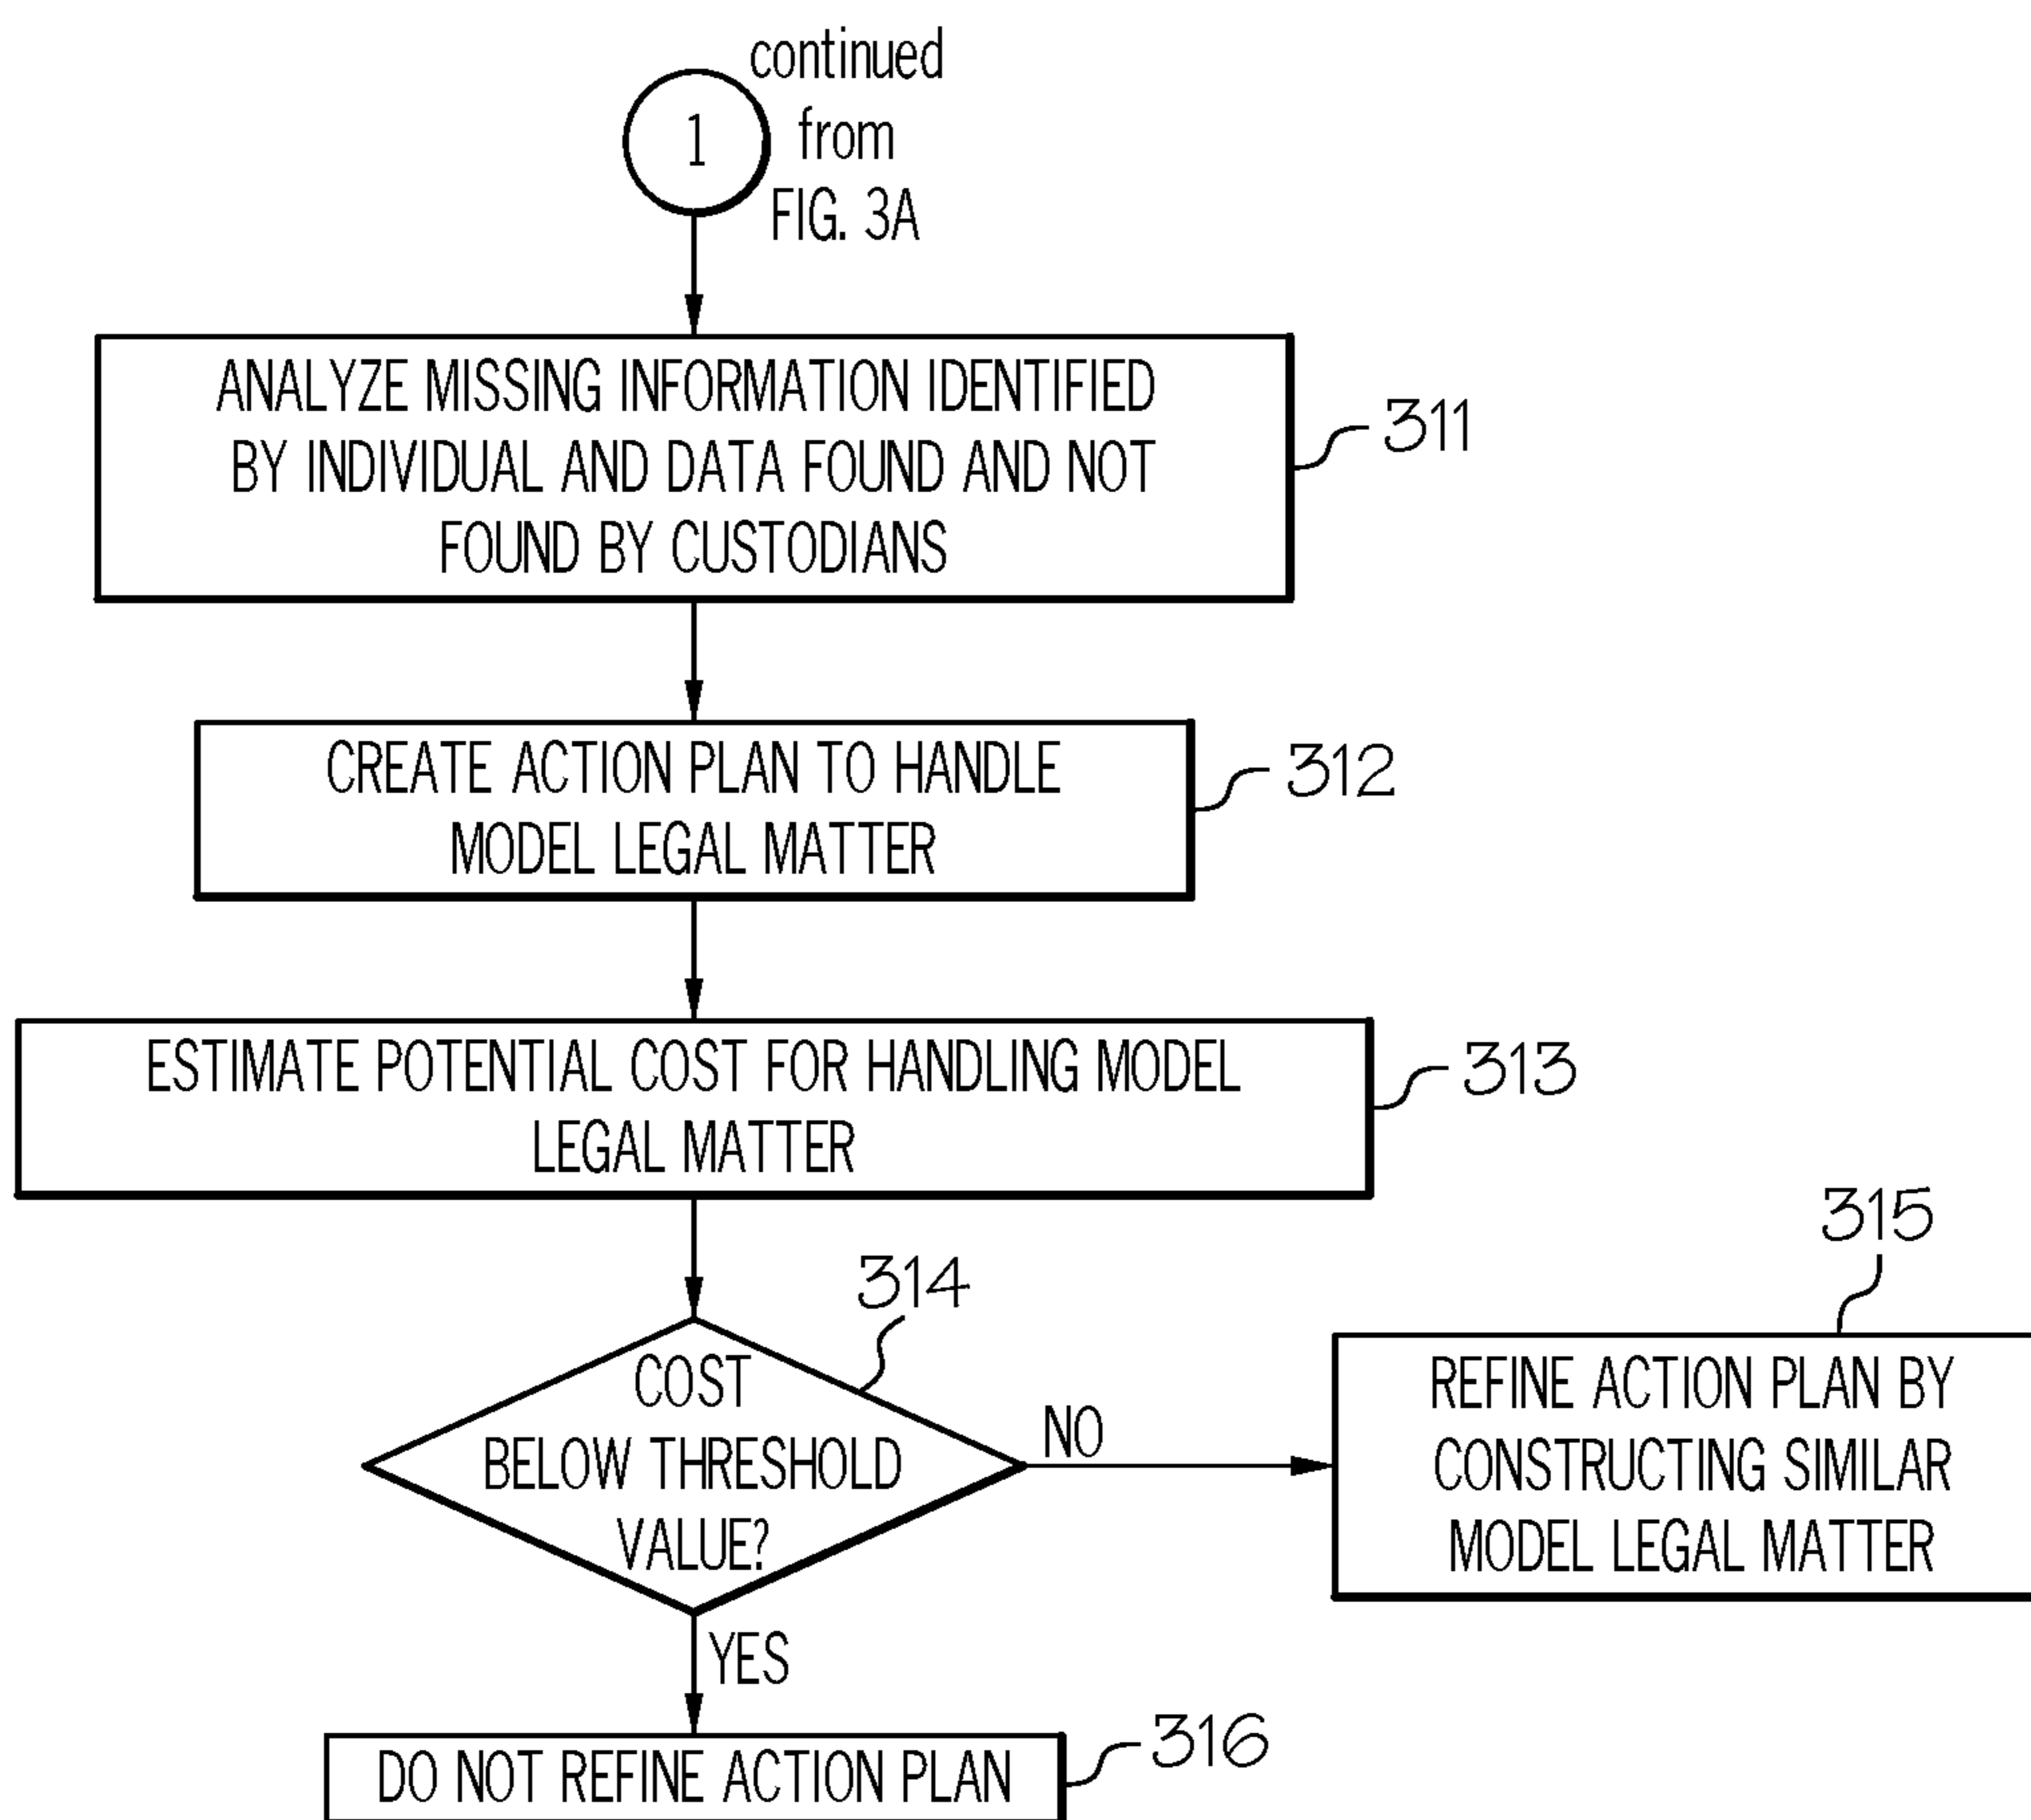 continued
from
FIG. 3A
1
ANALYZE MISSING INFORMATION IDENTIFIED
BY INDIVIDUAL AND DATA FOUND AND NOT
FOUND BY CUSTODIANS
311
CREATE ACTION PLAN TO HANDLE
MODEL LEGAL MATTER
312
ESTIMATE POTENTIAL COST FOR HANDLING MODEL
LEGAL MATTER
313
314
COST
BELOW THRESHOLD
VALUE?
NO
315
REFINE ACTION PLAN BY
CONSTRUCTING SIMILAR
MODEL LEGAL MATTER
YES
DO NOT REFINE ACTION PLAN
316